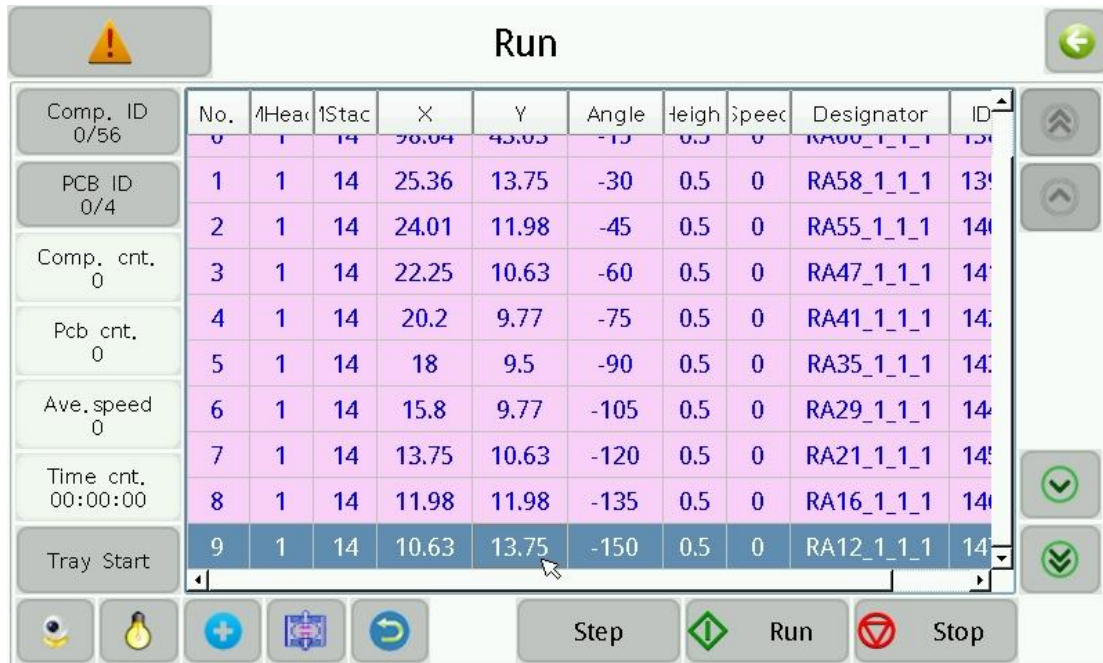 Run
Comp. ID
0/56
PCB ID
0/4
Comp. cnt.
0
Pcb cnt.
0
Ave.speed
0
Time cnt.
00:00:00
Tray Start
No. X Y Angle Designator ID
1 1 14 25.36 13.75 -30 0.5 0 RA58_1_1_1
2 1 14 24.01 11.98 -45 0.5 0 RA55_1_1_1
3 1 14 22.25 10.63 -60 0.5 0 RA47_1_1_1
4 1 14 20.2 9.77 -75 0.5 0 RA41_1_1_1
5 1 14 18 9.5 -90 0.5 0 RA35_1_1_1
6 1 14 15.8 9.77 -105 0.5 0 RA29_1_1_1
7 1 14 13.75 10.63 -120 0.5 0 RA21_1_1_1
8 1 14 11.98 11.98 -135 0.5 0 RA16_1_1_1
9 1 14 10.63 13.75 -150 0.5 0 RA12_1_1_1
Step Run Stop